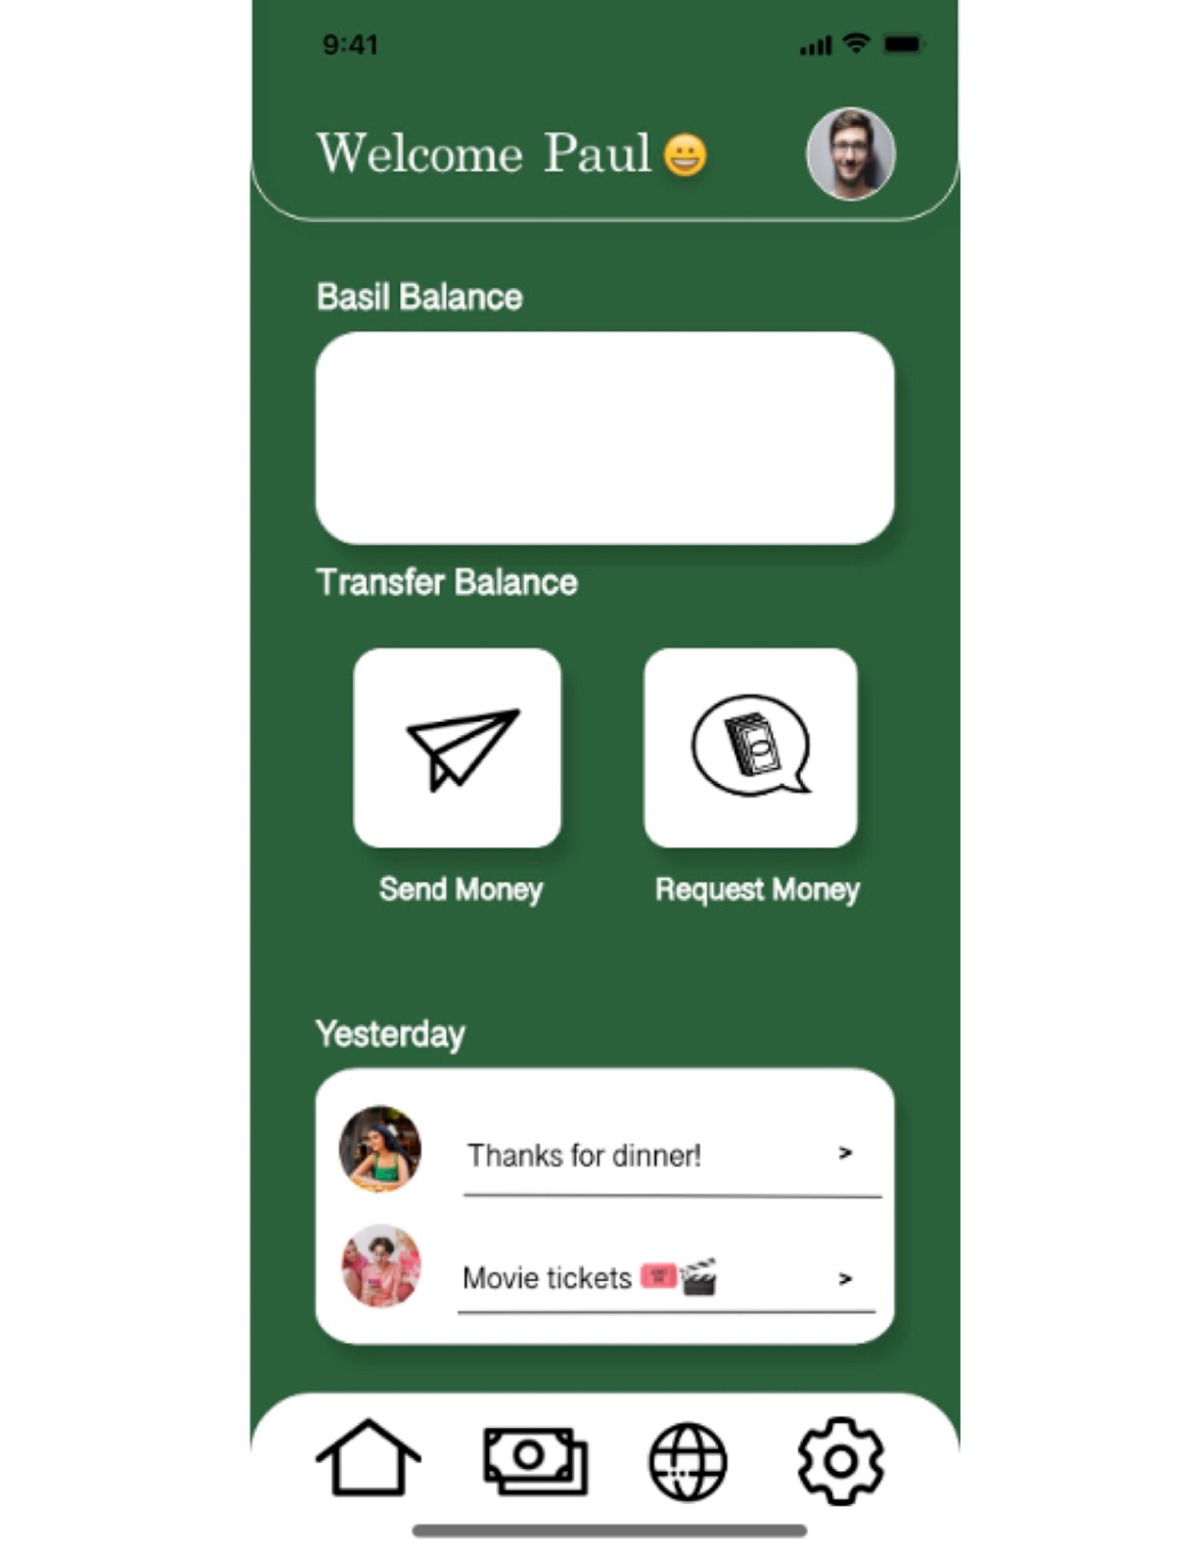 9:41
Welcome Paul😀
Basil Balance
Transfer Balance
Send Money
Request Money
Yesterday
Thanks for dinner! >
Movie tickets 🎟️🎬 >